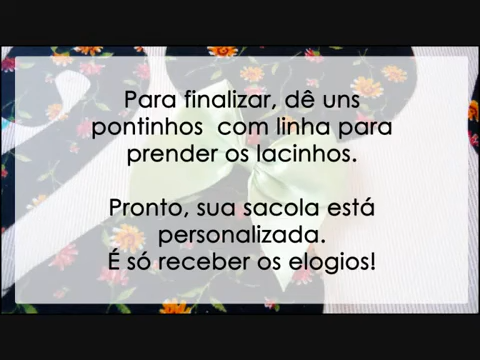 Para finalizar, dê uns
pontinhos com linha para
prender os lacinhos.
Pronto, sua sacola está
personalizada.
É só receber os elogios!